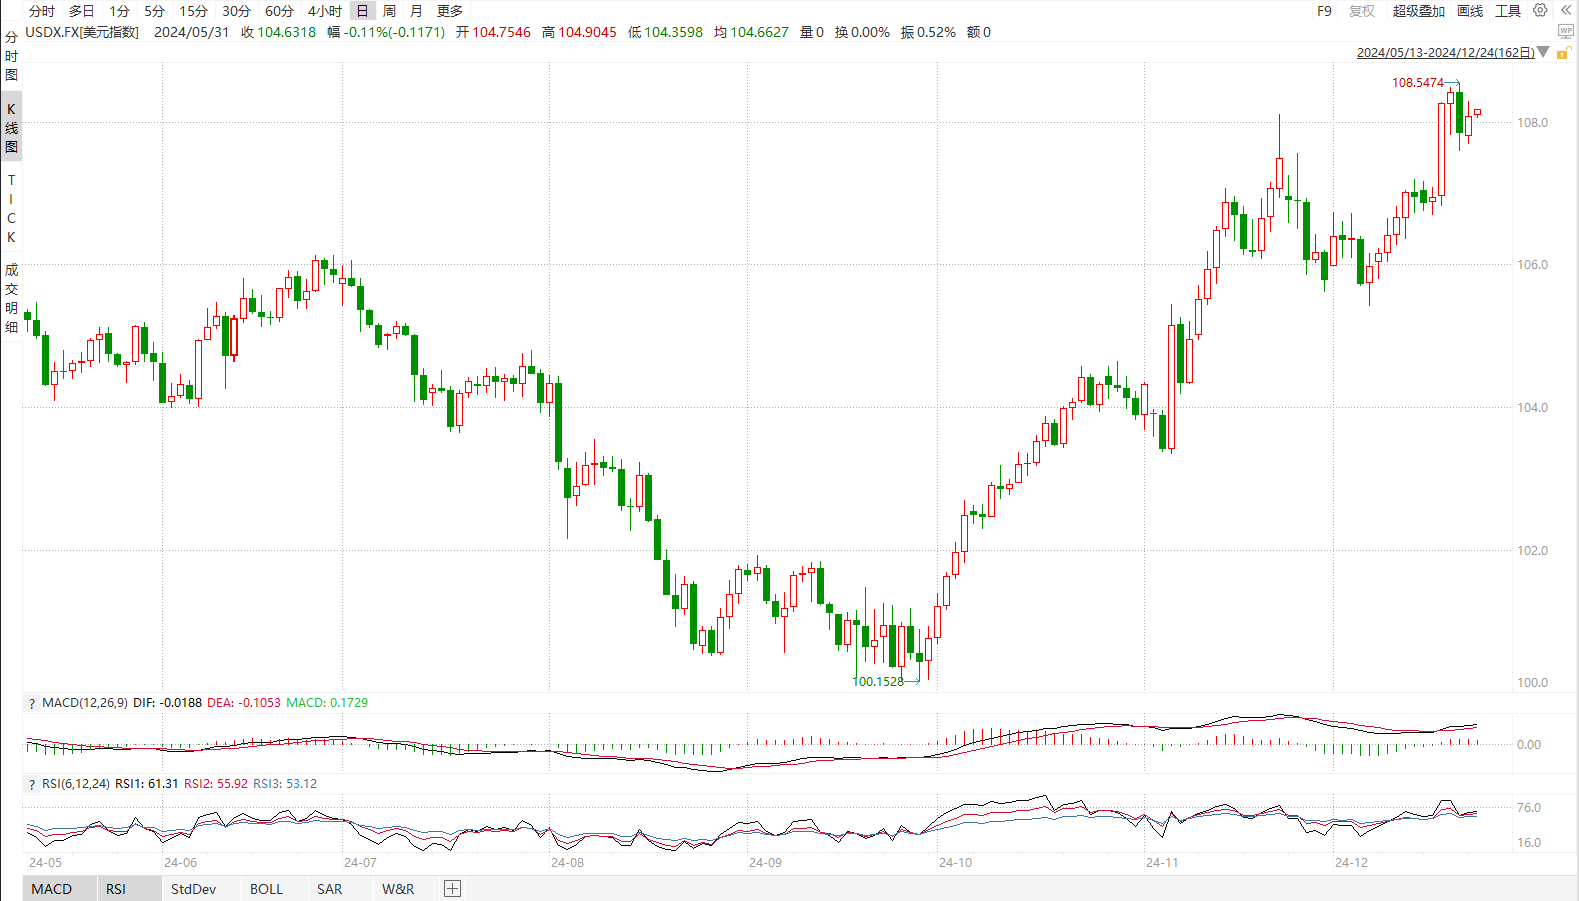 分时 多日 1分 5分 15分 30分 60分 4小时 日 周 月 更多 F9 复权 超级叠加 画线 工具
USDX.FX[美元指数] 2024/05/31 收 104.6318 幅 -0.11%(-0.1171) 开 104.7546 高 104.9045 低 104.3598 均 104.6627 量 0 换 0.00% 振 0.52% 额 0
WP
2024/05/13-2024/12/24(162日)
分时图
K线图
TICK
成交明细
108.5474
108.0
106.0
104.0
102.0
100.1528
100.0
? MACD(12,26,9) DIF: -0.0188 DEA: -0.1053 MACD: 0.1729
0.00
? RSI(6,12,24) RSI1: 61.31 RSI2: 55.92 RSI3: 53.12
76.0
16.0
24-05 24-06 24-07 24-08 24-09 24-10 24-11 24-12
MACD RSI StdDev BOLL SAR W&R